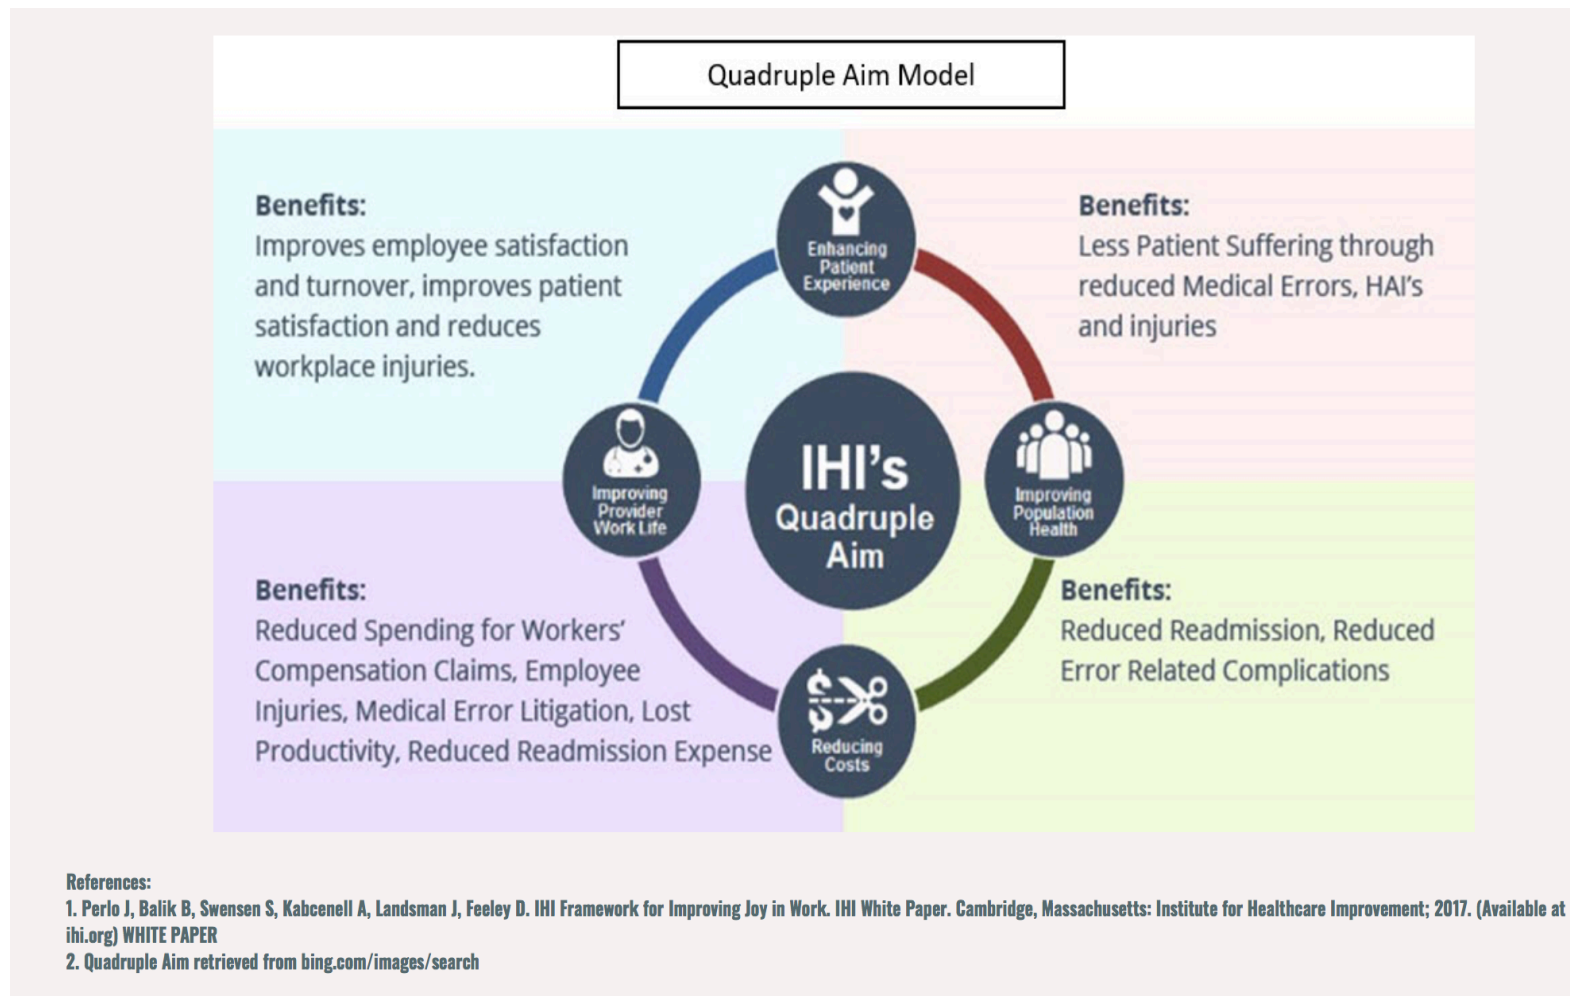 Quadruple Aim Model
Benefits:
Improves employee satisfaction
and turnover, improves patient
satisfaction and reduces
workplace injuries.
Enhancing
Patient
Experience
Benefits:
Less Patient Suffering through
reduced Medical Errors, HAI's
and injuries
Improving
Provider
Work Life
IHI's
Quadruple
Aim
Improving
Population
Health
Benefits:
Reduced Spending for Workers'
Compensation Claims, Employee
Injuries, Medical Error Litigation, Lost
Productivity, Reduced Readmission Expense
Reducing
Costs
Benefits:
Reduced Readmission, Reduced
Error Related Complications
References:
1. Perlo J, Balik B, Swensen S, Kabcenell A, Landsman J, Feeley D. IHI Framework for Improving Joy in Work. IHI White Paper. Cambridge, Massachusetts: Institute for Healthcare Improvement; 2017. (Available at
ihi.org) WHITE PAPER
2. Quadruple Aim retrieved from bing.com/images/search